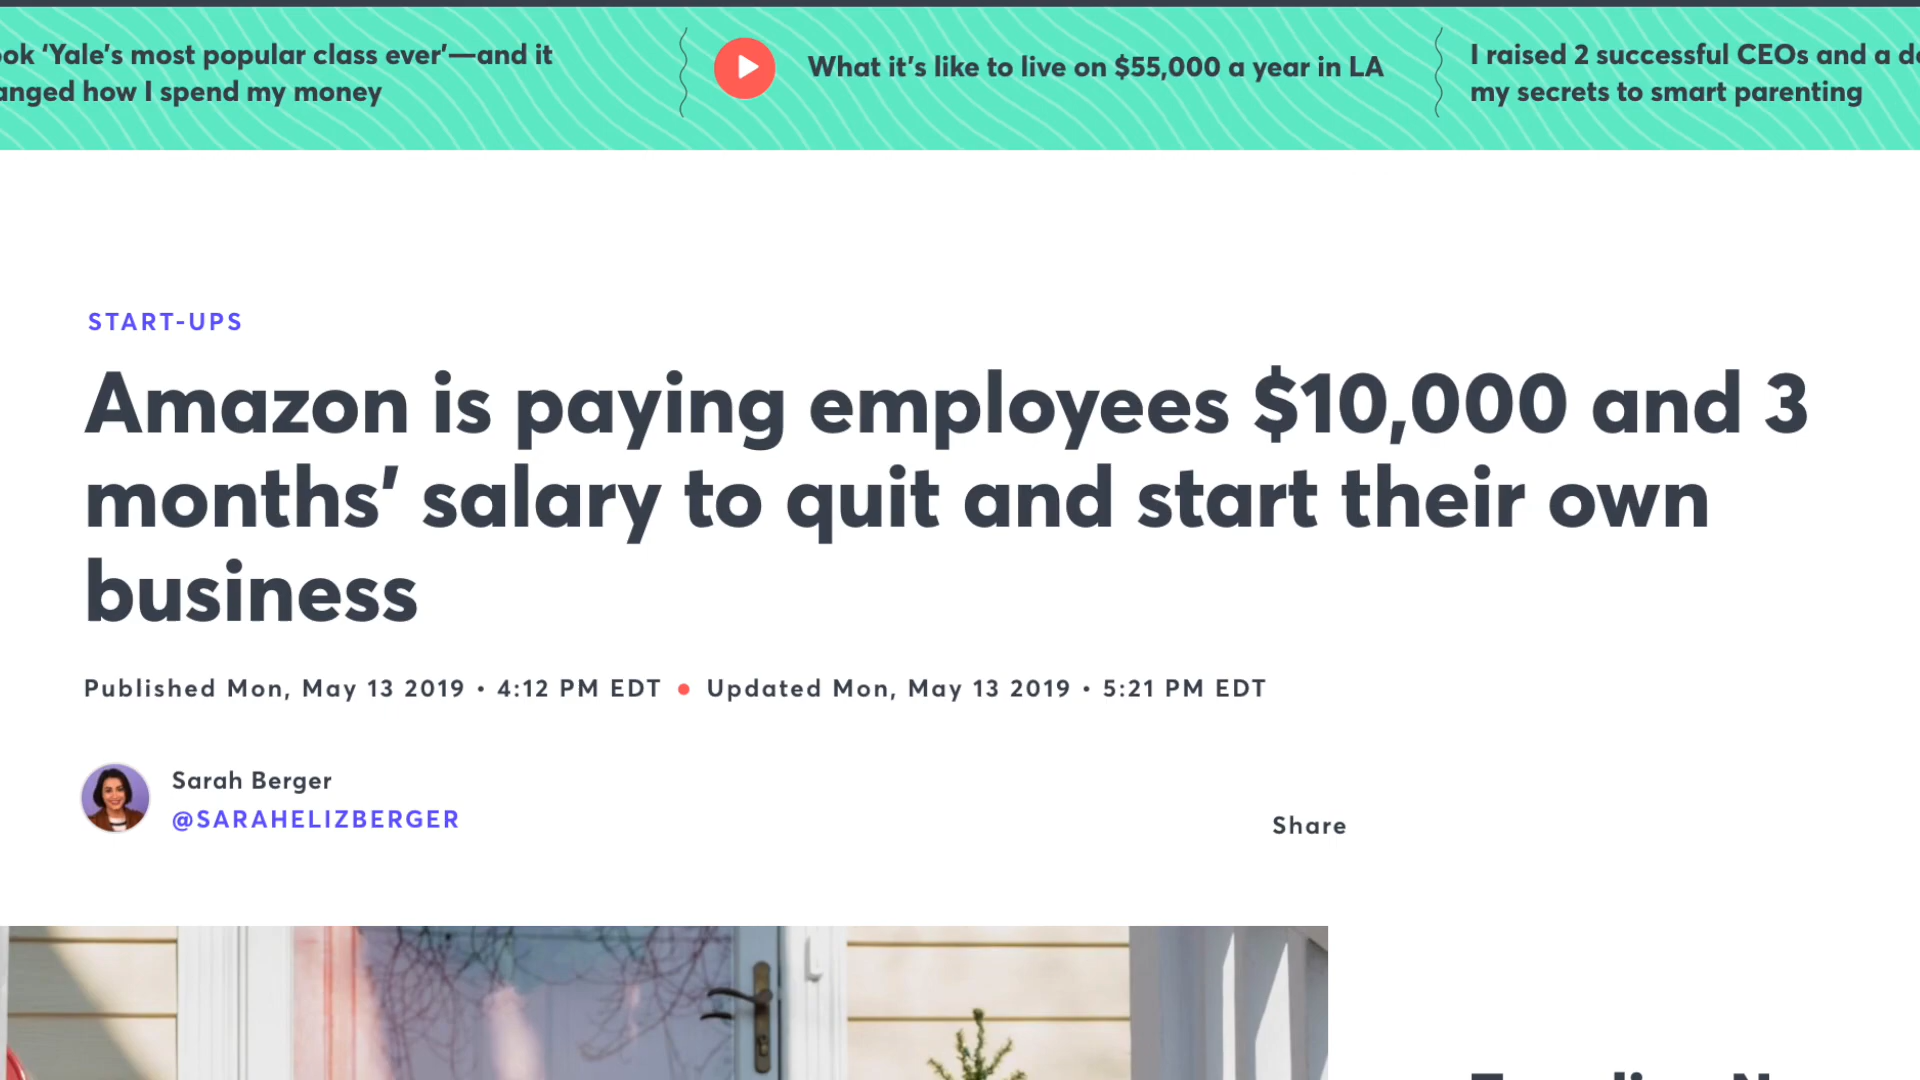 ok ‘Yale’s most popular class ever’—and it
anged how I spend my money
What it’s like to live on $55,000 a year in LA
I raised 2 successful CEOs and a do
my secrets to smart parenting
START-UPS
Amazon is paying employees $10,000 and 3
months’ salary to quit and start their own
business
Published Mon, May 13 2019 • 4:12 PM EDT • Updated Mon, May 13 2019 • 5:21 PM EDT
Sarah Berger
@SARAHELIZBERGER
Share